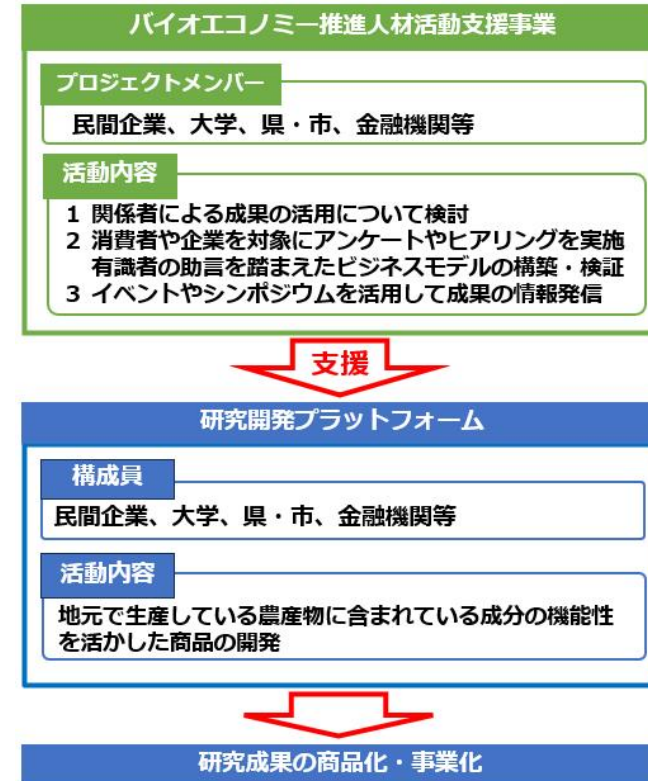 バイオエコノミー推進人材活動支援事業
プロジェクトメンバー
民間企業、大学、県・市、金融機関等
活動内容
1 関係者による成果の活用について検討
2 消費者や企業を対象にアンケートやヒアリングを実施
有識者の助言を踏まえたビジネスモデルの構築・検証
3 イベントやシンポジウムを活用して成果の情報発信
支援
研究開発プラットフォーム
構成員
民間企業、大学、県・市、金融機関等
活動内容
地元で生産している農産物に含まれている成分の機能性
を活かした商品の開発
研究成果の商品化・事業化